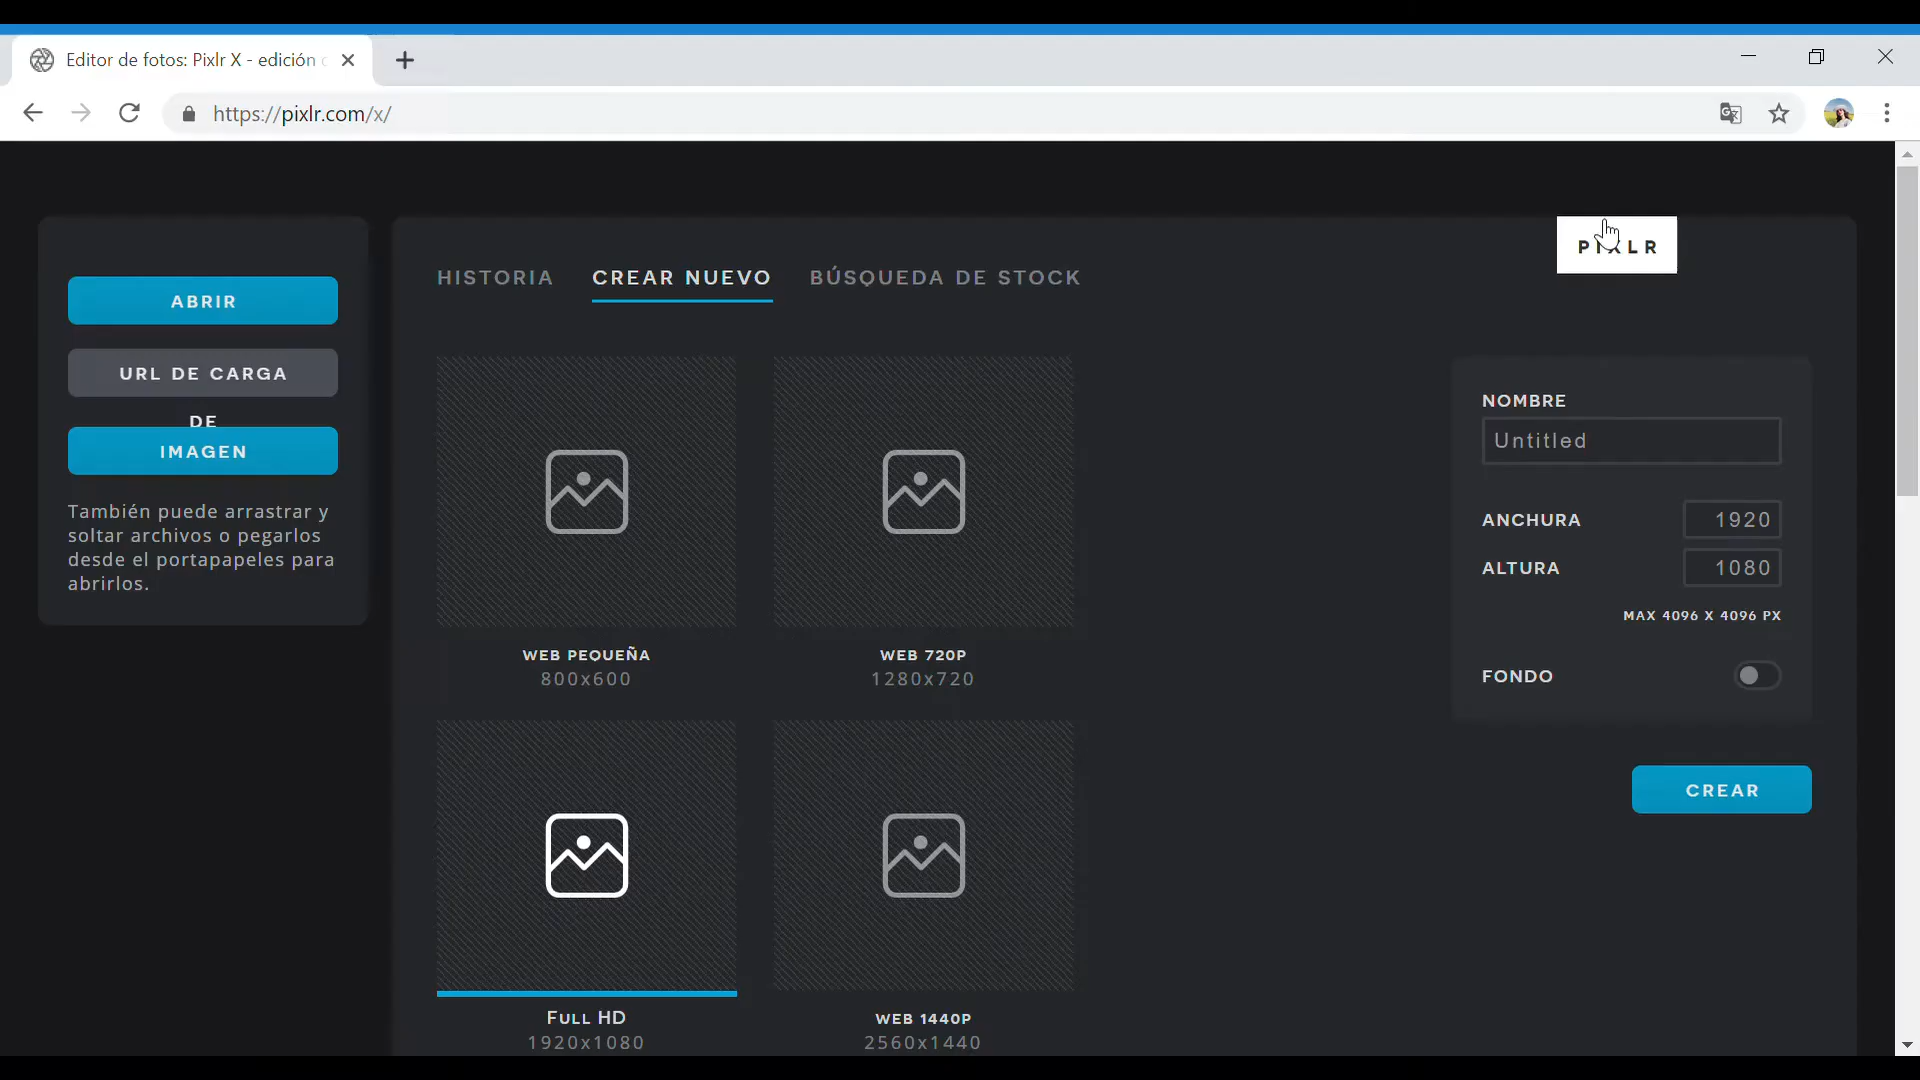 Editor de fotos: Pixlr X - edición
https://pixlr.com/x/
PIXLR
HISTORIA
CREAR NUEVO
BÚSQUEDA DE STOCK
ABRIR
URL DE CARGA
DE
IMAGEN
También puede arrastrar y
soltar archivos o pegarlos
desde el portapapeles para
abrirlos.
WEB PEQUEÑA
800x600
WEB 720P
1280x720
FULL HD
1920x1080
WEB 1440P
2560x1440
NOMBRE
Untitled
ANCHURA
1920
ALTURA
1080
MAX 4096 X 4096 PX
FONDO
CREAR